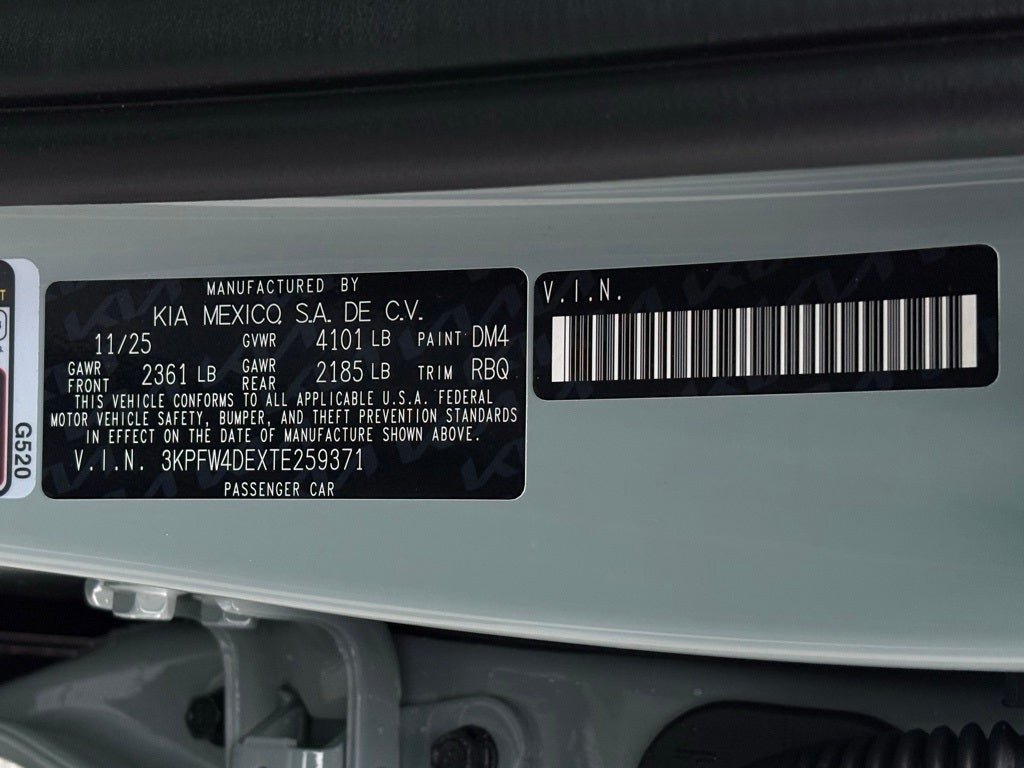 MANUFACTURED BY
KIA MEXICO, S.A. DE C.V.
11/25 GVWR 4101 LB PAINT DM4
GAWR FRONT 2361 LB GAWR REAR 2185 LB TRIM RBQ
THIS VEHICLE CONFORMS TO ALL APPLICABLE U.S.A. FEDERAL
MOTOR VEHICLE SAFETY, BUMPER, AND THEFT PREVENTION STANDARDS
IN EFFECT ON THE DATE OF MANUFACTURE SHOWN ABOVE.
V.I.N. 3KPFW4DEXTE259371
PASSENGER CAR
V.I.N.
G520